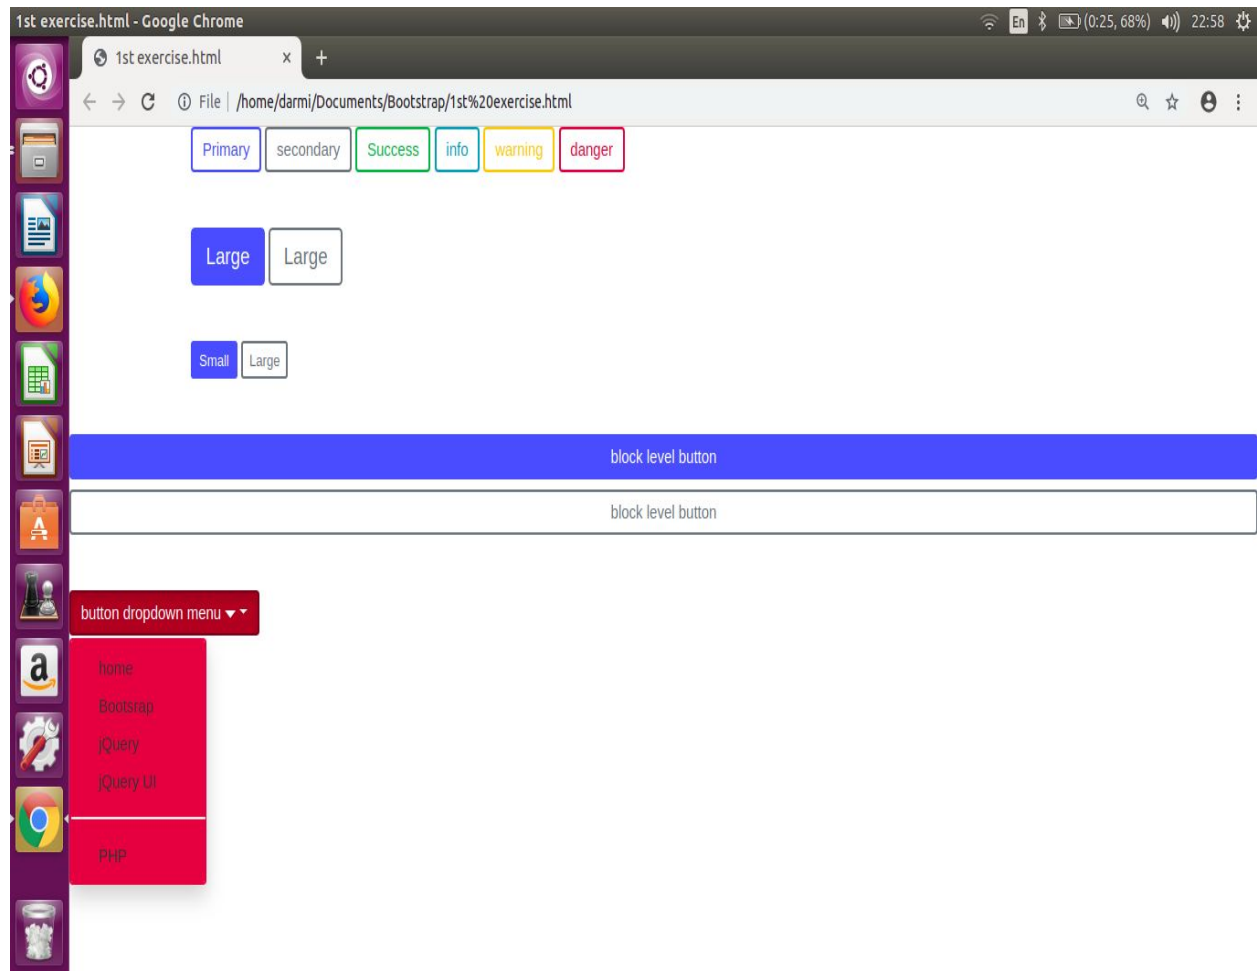 1st exercise.html - Google Chrome En (0:25, 68%) 22:58
1st exercise.html × +
File | /home/darmi/Documents/Bootstrap/1st%20exercise.html
Primary secondary Success info warning danger
Large Large
Small Large
block level button
block level button
button dropdown menu
home
Bootsrap
jQuery
jQuery UI
PHP
a